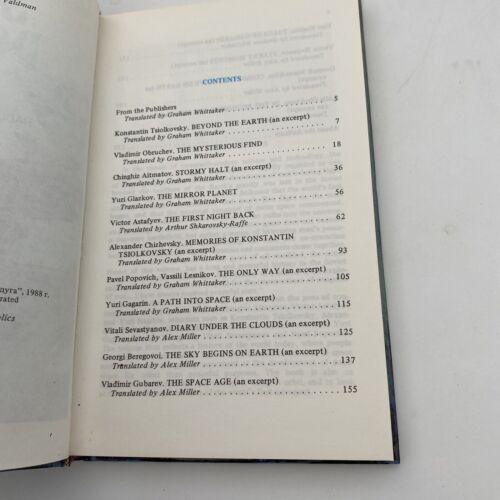 Valdman
нyга", 1988 г.
rated
blics
CONTENTS
From the Publishers
Translated by Graham Whittaker . . . . . . . . . . . . . . . . . . . 5
Konstantin Tsiolkovsky. BEYOND THE EARTH (an excerpt)
Translated by Graham Whittaker . . . . . . . . . . . . . . . . . . . 7
Vladimir Obruchev. THE MYSTERIOUS FIND
Translated by Graham Whittaker . . . . . . . . . . . . . . . . . . . 18
Chinghiz Aitmatov. STORMY HALT (an excerpt)
Translated by Graham Whittaker . . . . . . . . . . . . . . . . . . . 36
Yuri Glazkov. THE MIRROR PLANET
Translated by Graham Whittaker . . . . . . . . . . . . . . . . . . . 56
Victor Astafyev. THE FIRST NIGHT BACK
Translated by Arthur Shkarovsky-Raffe . . . . . . . . . . . . . . . 62
Alexander Chizhevsky. MEMORIES OF KONSTANTIN
TSIOLKOVSKY (an excerpt)
Translated by Graham Whittaker . . . . . . . . . . . . . . . . . . . 93
Pavel Popovich, Vassili Lesnikov. THE ONLY WAY (an excerpt)
Translated by Graham Whittaker . . . . . . . . . . . . . . . . . . . 105
Yuri Gagarin. A PATH INTO SPACE (an excerpt)
Translated by Graham Whittaker . . . . . . . . . . . . . . . . . . . 115
Vitali Sevastyanov. DIARY UNDER THE CLOUDS (an excerpt)
Translated by Alex Miller . . . . . . . . . . . . . . . . . . . . . . . 125
Georgi Beregovoi. THE SKY BEGINS ON EARTH (an excerpt)
Translated by Alex Miller . . . . . . . . . . . . . . . . . . . . . . . 137
Vladimir Gubarev. THE SPACE AGE (an excerpt)
Translated by Alex Miller . . . . . . . . . . . . . . . . . . . . . . . 155